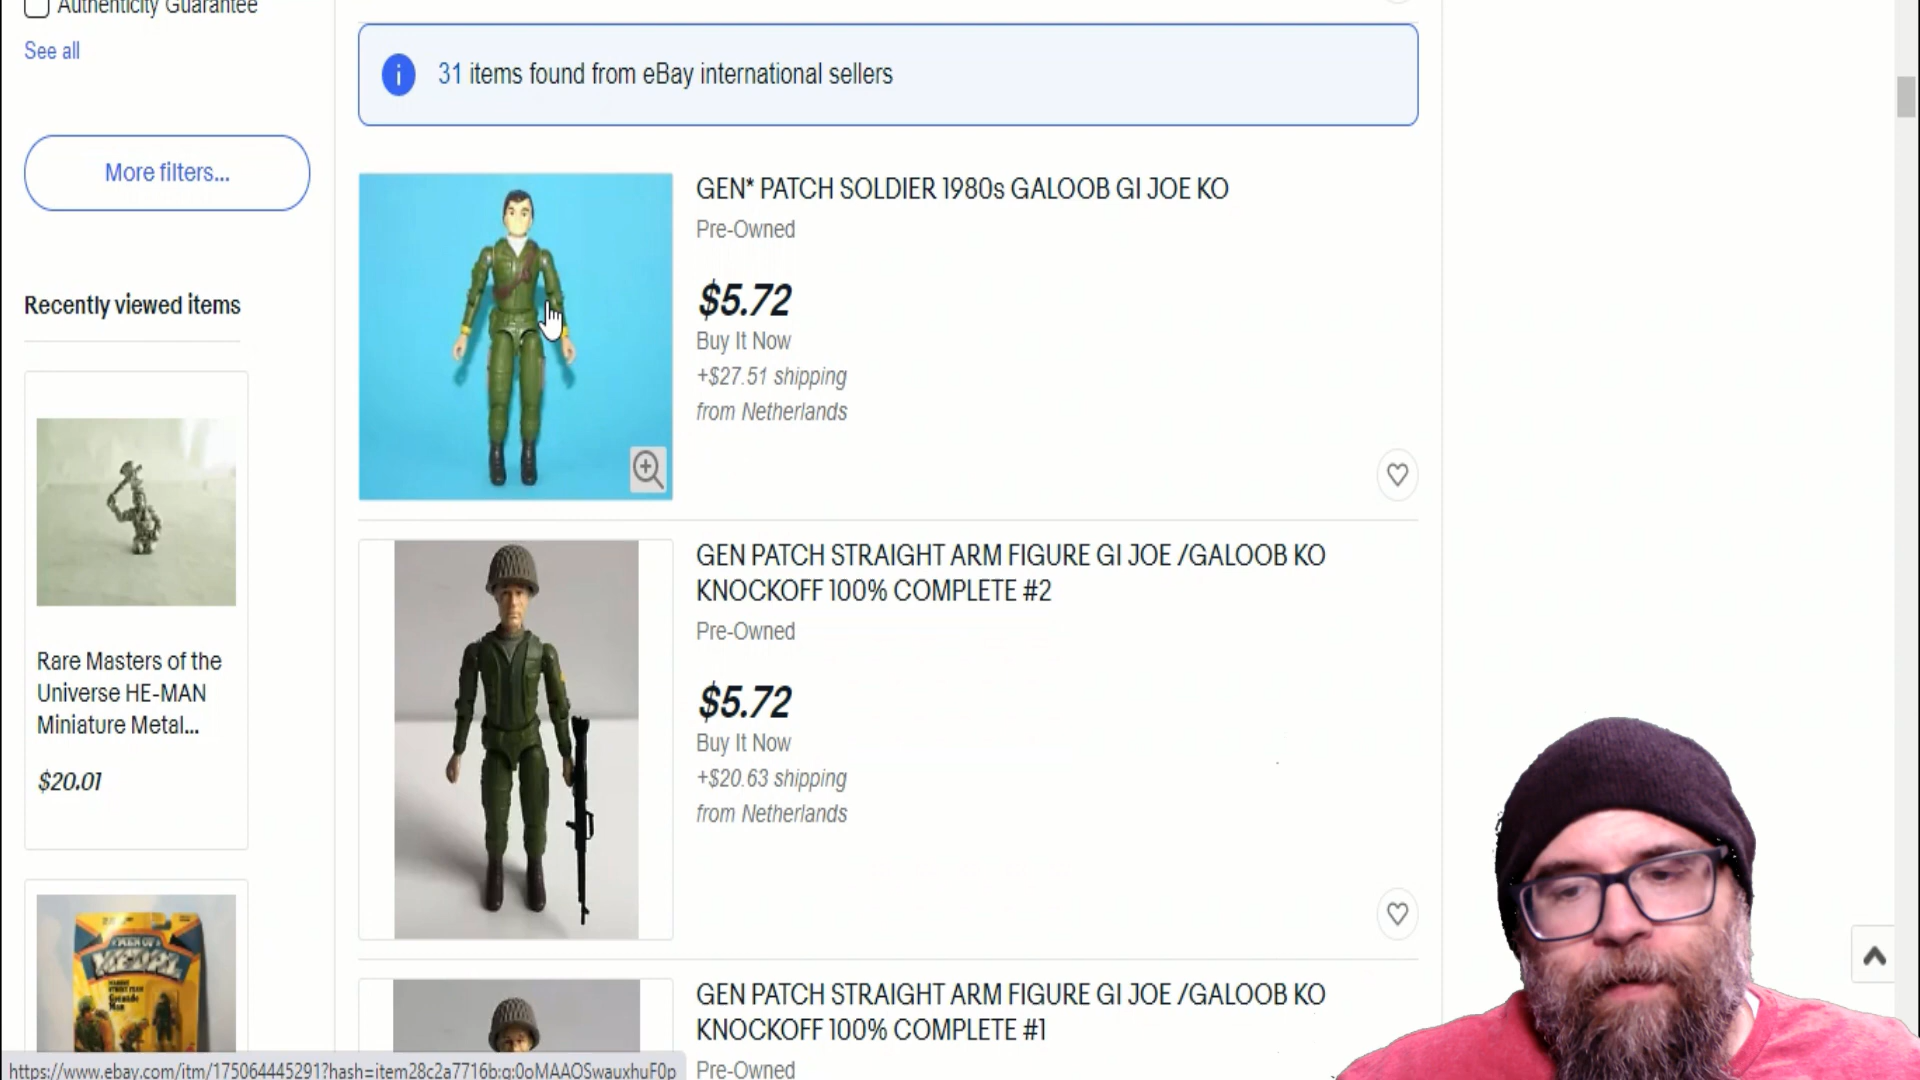 Authenticity Guarantee
See all
31 items found from eBay international sellers
More filters...
Recently viewed items
Rare Masters of the
Universe HE-MAN
Miniature Metal...
$20.01
MEN OF
MEDAL
Grenade
Man
GEN* PATCH SOLDIER 1980s GALOOB GI JOE KO
Pre-Owned
$5.72
Buy It Now
+$27.51 shipping
from Netherlands
GEN PATCH STRAIGHT ARM FIGURE GI JOE /GALOOB KO
KNOCKOFF 100% COMPLETE #2
Pre-Owned
$5.72
Buy It Now
+$20.63 shipping
from Netherlands
GEN PATCH STRAIGHT ARM FIGURE GI JOE /GALOOB KO
KNOCKOFF 100% COMPLETE #1
Pre-Owned
https://www.ebay.com/itm/175064445291?hash=item28c2a7716b:g:0oMAAOSwauxhuF0p